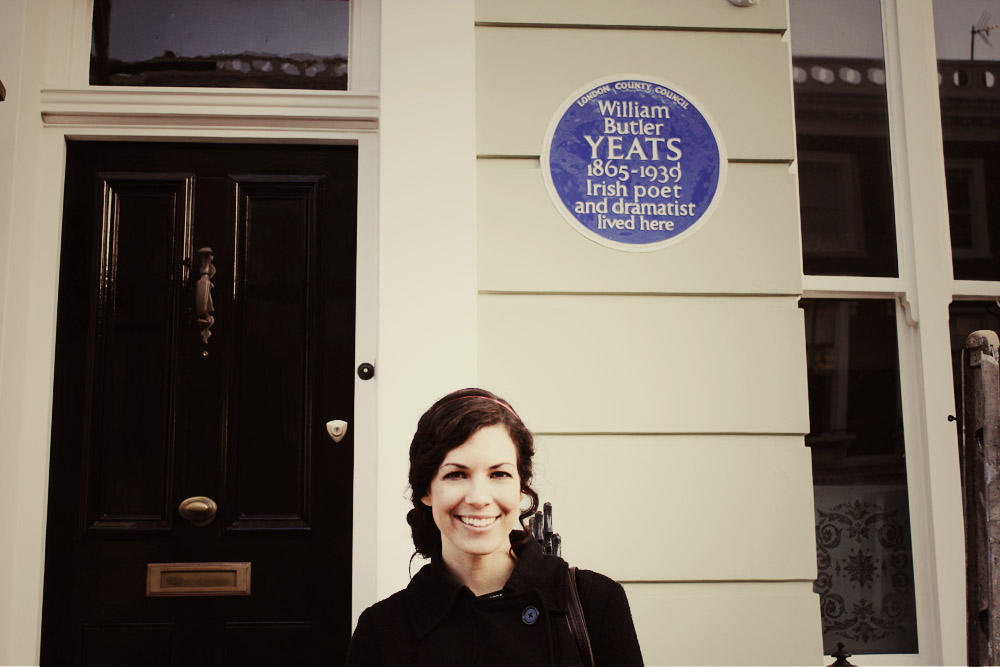 LONDON COUNTY COUNCIL
William
Butler
YEATS
1865-1939
Irish poet
and dramatist
lived here